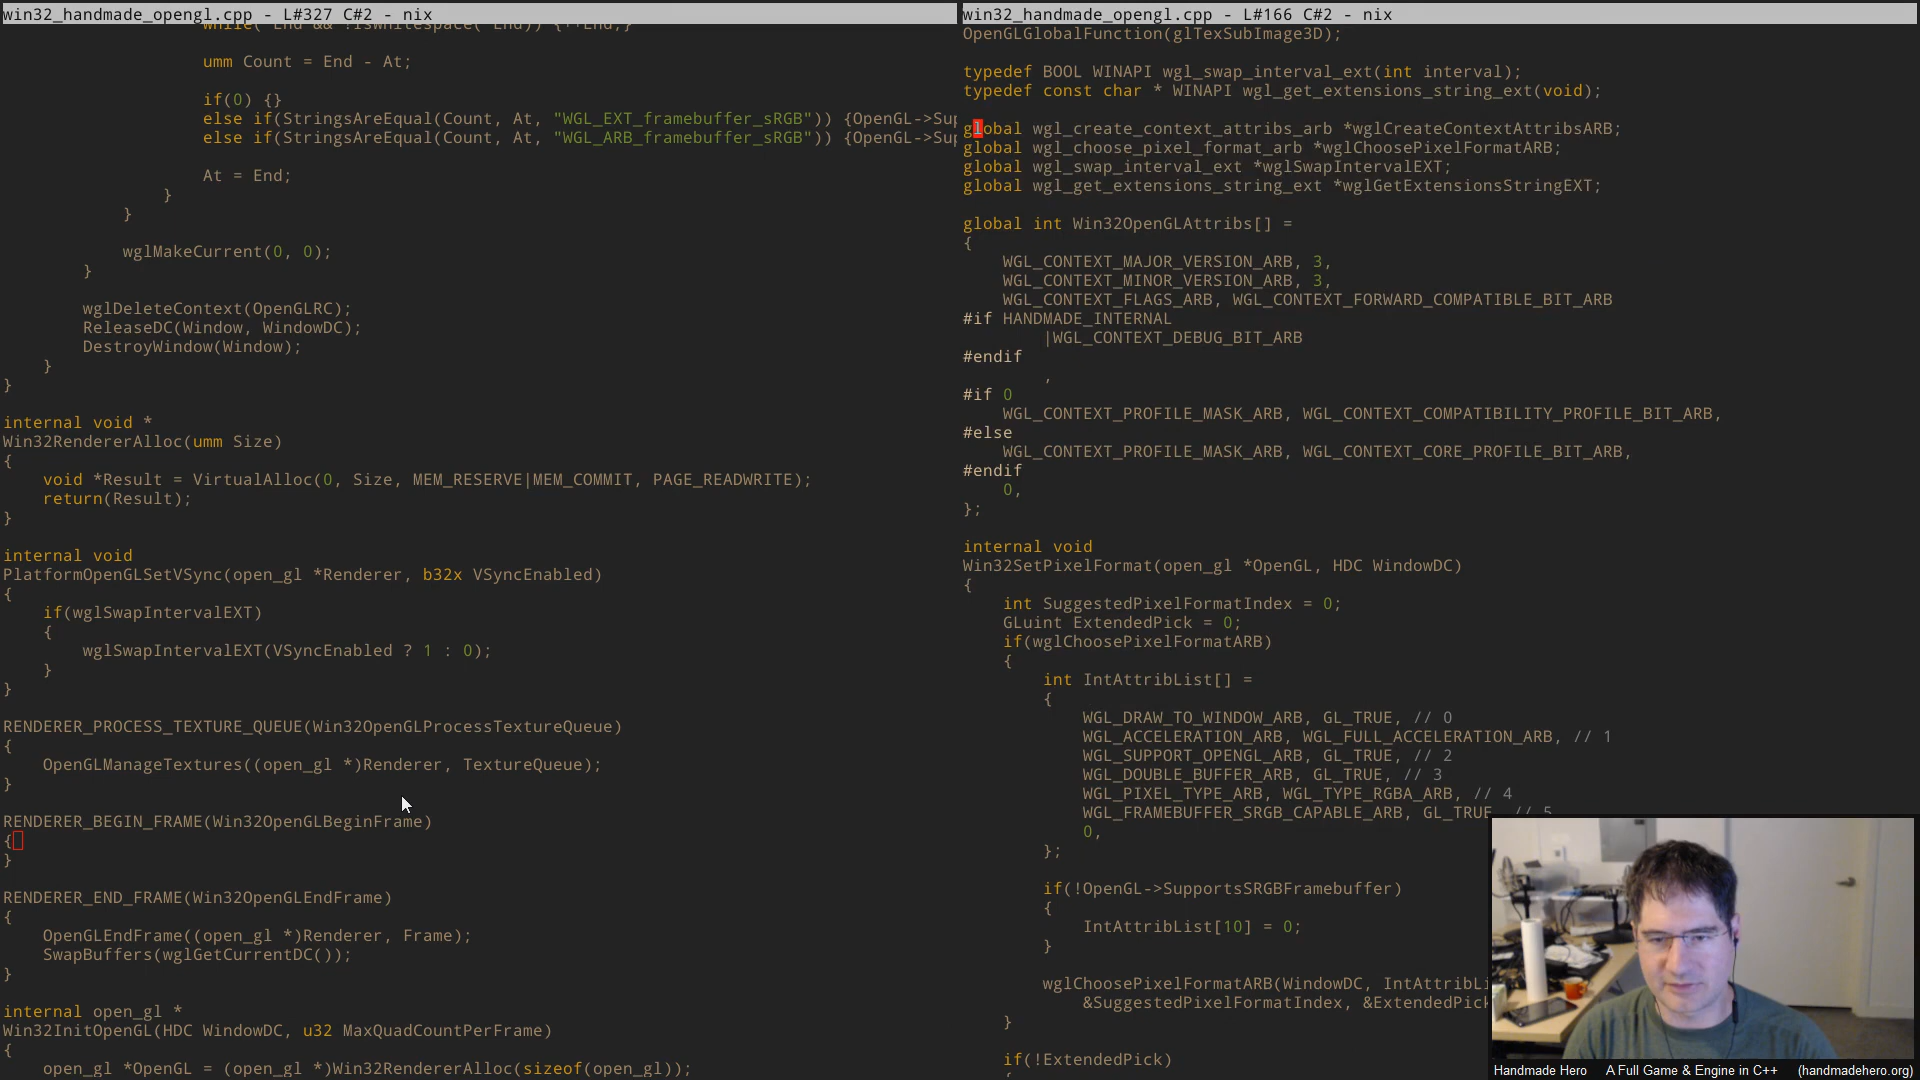 win32_handmade_opengl.cpp - L#327 C#2 - nix
umm Count = End - At;
if(0) {}
else if(StringsAreEqual(Count, At, "WGL_EXT_framebuffer_sRGB")) {OpenGL->Sup
else if(StringsAreEqual(Count, At, "WGL_ARB_framebuffer_sRGB")) {OpenGL->Sup
At = End;
}
}
wglMakeCurrent(0, 0);
}
wglDeleteContext(OpenGLRC);
ReleaseDC(Window, WindowDC);
DestroyWindow(Window);
}
}
internal void *
Win32RendererAlloc(umm Size)
{
void *Result = VirtualAlloc(0, Size, MEM_RESERVE|MEM_COMMIT, PAGE_READWRITE);
return(Result);
}
internal void
PlatformOpenGLSetVSync(open_gl *Renderer, b32x VSyncEnabled)
{
if(wglSwapIntervalEXT)
{
wglSwapIntervalEXT(VSyncEnabled ? 1 : 0);
}
}
RENDERER_PROCESS_TEXTURE_QUEUE(Win32OpenGLProcessTextureQueue)
{
OpenGLManageTextures((open_gl *)Renderer, TextureQueue);
}
RENDERER_BEGIN_FRAME(Win32OpenGLBeginFrame)
{
}
RENDERER_END_FRAME(Win32OpenGLEndFrame)
{
OpenGLEndFrame((open_gl *)Renderer, Frame);
SwapBuffers(wglGetCurrentDC());
}
internal open_gl *
Win32InitOpenGL(HDC WindowDC, u32 MaxQuadCountPerFrame)
{
open_gl *OpenGL = (open_gl *)Win32RendererAlloc(sizeof(open_gl));
win32_handmade_opengl.cpp - L#166 C#2 - nix
OpenGLGlobalFunction(glTexSubImage3D);
typedef BOOL WINAPI wgl_swap_interval_ext(int interval);
typedef const char * WINAPI wgl_get_extensions_string_ext(void);
global wgl_create_context_attribs_arb *wglCreateContextAttribsARB;
global wgl_choose_pixel_format_arb *wglChoosePixelFormatARB;
global wgl_swap_interval_ext *wglSwapIntervalEXT;
global wgl_get_extensions_string_ext *wglGetExtensionsStringEXT;
global int Win32OpenGLAttribs[] =
{
WGL_CONTEXT_MAJOR_VERSION_ARB, 3,
WGL_CONTEXT_MINOR_VERSION_ARB, 3,
WGL_CONTEXT_FLAGS_ARB, WGL_CONTEXT_FORWARD_COMPATIBLE_BIT_ARB
#if HANDMADE_INTERNAL
|WGL_CONTEXT_DEBUG_BIT_ARB
#endif
,
#if 0
WGL_CONTEXT_PROFILE_MASK_ARB, WGL_CONTEXT_COMPATIBILITY_PROFILE_BIT_ARB,
#else
WGL_CONTEXT_PROFILE_MASK_ARB, WGL_CONTEXT_CORE_PROFILE_BIT_ARB,
#endif
0,
};
internal void
Win32SetPixelFormat(open_gl *OpenGL, HDC WindowDC)
{
int SuggestedPixelFormatIndex = 0;
GLuint ExtendedPick = 0;
if(wglChoosePixelFormatARB)
{
int IntAttribList[] =
{
WGL_DRAW_TO_WINDOW_ARB, GL_TRUE, // 0
WGL_ACCELERATION_ARB, WGL_FULL_ACCELERATION_ARB, // 1
WGL_SUPPORT_OPENGL_ARB, GL_TRUE, // 2
WGL_DOUBLE_BUFFER_ARB, GL_TRUE, // 3
WGL_PIXEL_TYPE_ARB, WGL_TYPE_RGBA_ARB, // 4
WGL_FRAMEBUFFER_SRGB_CAPABLE_ARB, GL_TRUE, // 5
0,
};
if(!OpenGL->SupportsSRGBFramebuffer)
{
IntAttribList[10] = 0;
}
wglChoosePixelFormatARB(WindowDC, IntAttribLi
&SuggestedPixelFormatIndex, &ExtendedPick
}
if(!ExtendedPick)
Handmade Hero A Full Game & Engine in C++ (handmadehero.org)